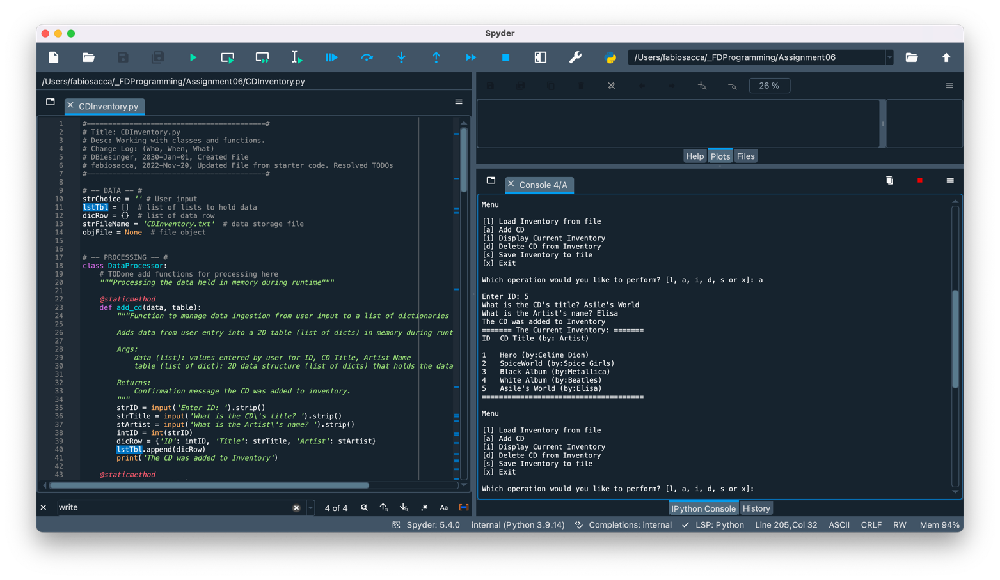 Spyder
/Users/fabiosacca/_FDProgramming/Assignment06
/Users/fabiosacca/_FDProgramming/Assignment06/CDInventory.py
CDInventory.py
1 #------------------------------------------#
2 # Title: CDInventory.py
3 # Desc: Working with classes and functions.
4 # Change Log: (Who, When, What)
5 # DBiesinger, 2030-Jan-01, Created File
6 # fabiosacca, 2022-Nov-20, Updated File from starter code. Resolved TODOs
7 #------------------------------------------#
8
9 # -- DATA -- #
10 strChoice = '' # User input
11 lstTbl = []  # list of lists to hold data
12 dicRow = {}  # list of data row
13 strFileName = 'CDInventory.txt'  # data storage file
14 objFile = None  # file object
15
16
17 # -- PROCESSING -- #
18 class DataProcessor:
19     # TODone add functions for processing here
20     """Processing the data held in memory during runtime"""
21
22     @staticmethod
23     def add_cd(data, table):
24         """Function to manage data ingestion from user input to a list of dictionaries
25
26         Adds data from user entry into a 2D table (list of dicts) in memory during runt
27
28         Args:
29             data (list): values entered by user for ID, CD Title, Artist Name
30             table (list of dict): 2D data structure (list of dicts) that holds the data
31
32         Returns:
33             Confirmation message the CD was added to inventory.
34         """
35         strID = input('Enter ID: ').strip()
36         strTitle = input('What is the CD\'s title? ').strip()
37         stArtist = input('What is the Artist\'s name? ').strip()
38         intID = int(strID)
39         dicRow = {'ID': intID, 'Title': strTitle, 'Artist': stArtist}
40         lstTbl.append(dicRow)
41         print('The CD was added to Inventory')
42
43     @staticmethod
write
4 of 4
Aa
26 %
Help Plots Files
Console 4/A
Menu
[l] Load Inventory from file
[a] Add CD
[i] Display Current Inventory
[d] Delete CD from Inventory
[s] Save Inventory to file
[x] Exit
Which operation would you like to perform? [l, a, i, d, s or x]: a
Enter ID: 5
What is the CD's title? Asile's World
What is the Artist's name? Elisa
The CD was added to Inventory
======= The Current Inventory: =======
ID  CD Title (by: Artist)
1   Hero (by:Celine Dion)
2   SpiceWorld (by:Spice Girls)
3   Black Album (by:Metallica)
4   White Album (by:Beatles)
5   Asile's World (by:Elisa)
======================================
Menu
[l] Load Inventory from file
[a] Add CD
[i] Display Current Inventory
[d] Delete CD from Inventory
[s] Save Inventory to file
[x] Exit
Which operation would you like to perform? [l, a, i, d, s or x]:
IPython Console History
Spyder: 5.4.0 internal (Python 3.9.14) Completions: internal LSP: Python Line 205,Col 32 ASCII CRLF RW Mem 94%